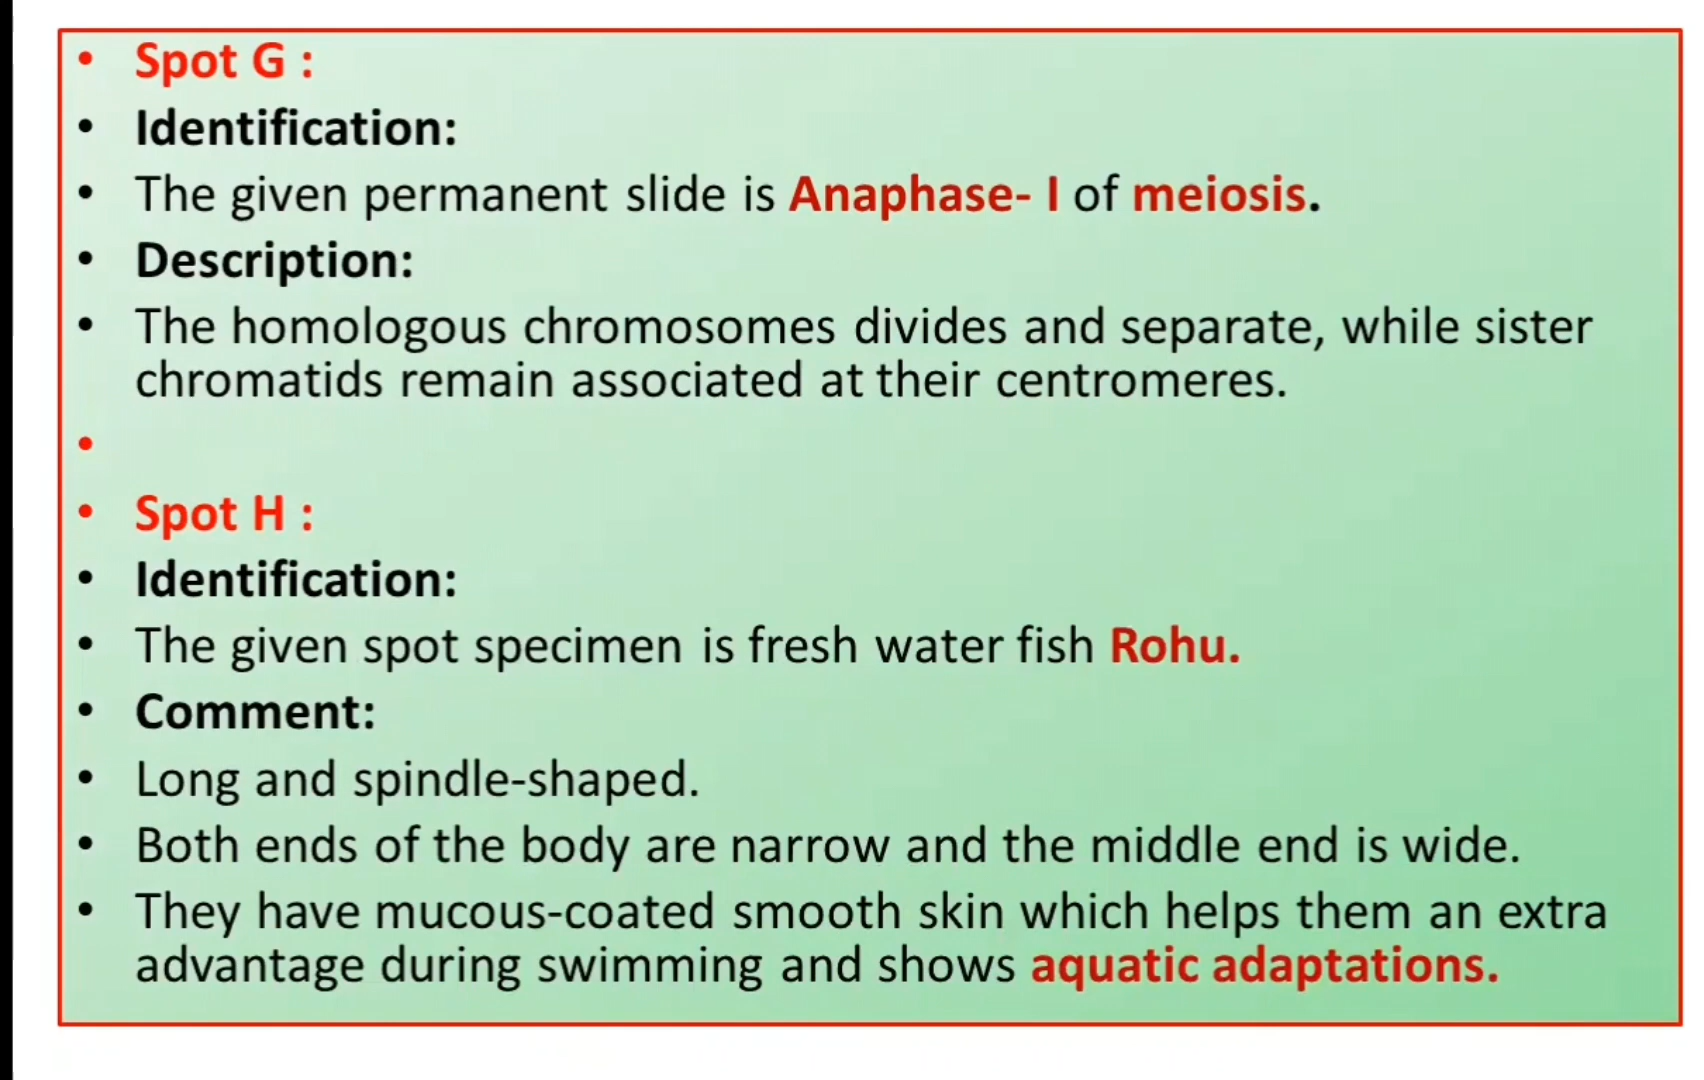 • Spot G :
• Identification:
• The given permanent slide is Anaphase- I of meiosis.
• Description:
• The homologous chromosomes divides and separate, while sister
chromatids remain associated at their centromeres.
•
• Spot H :
• Identification:
• The given spot specimen is fresh water fish Rohu.
• Comment:
• Long and spindle-shaped.
• Both ends of the body are narrow and the middle end is wide.
• They have mucous-coated smooth skin which helps them an extra
advantage during swimming and shows aquatic adaptations.